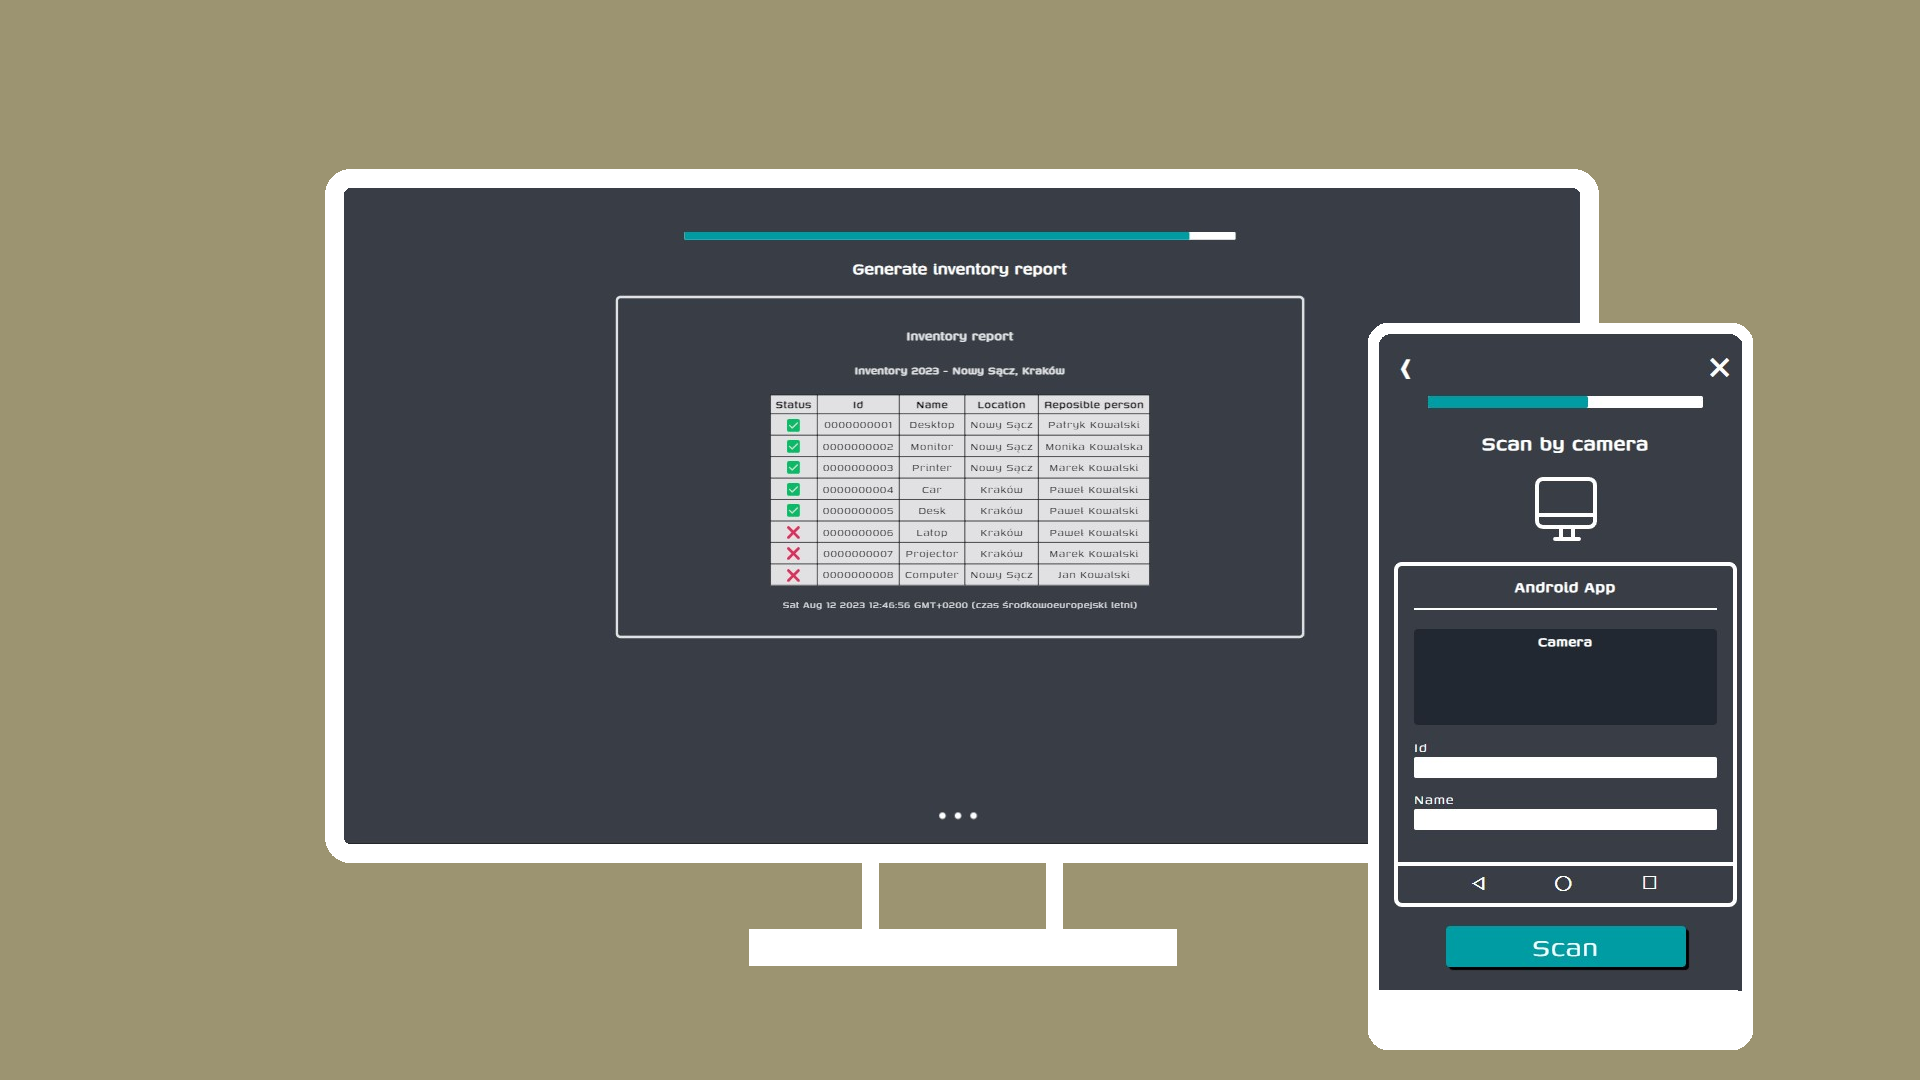 Generate inventory report
Inventory report
Inventory 2023 - Nowy Sącz, Kraków
Status Id Name Location Reposible person
0000000001 Desktop Nowy Sącz Patryk Kowalski
0000000002 Monitor Nowy Sącz Monika Kowalska
0000000003 Printer Nowy Sącz Marek Kowalski
0000000004 Car Kraków Paweł Kowalski
0000000005 Desk Kraków Paweł Kowalski
0000000006 Latop Kraków Paweł Kowalski
0000000007 Projector Kraków Marek Kowalski
0000000008 Computer Nowy Sącz Jan Kowalski
Sat Aug 12 2023 12:46:56 GMT+0200 (czas środkowoeuropejski letni)
Scan by camera
Android App
Camera
Id
Name
Scan